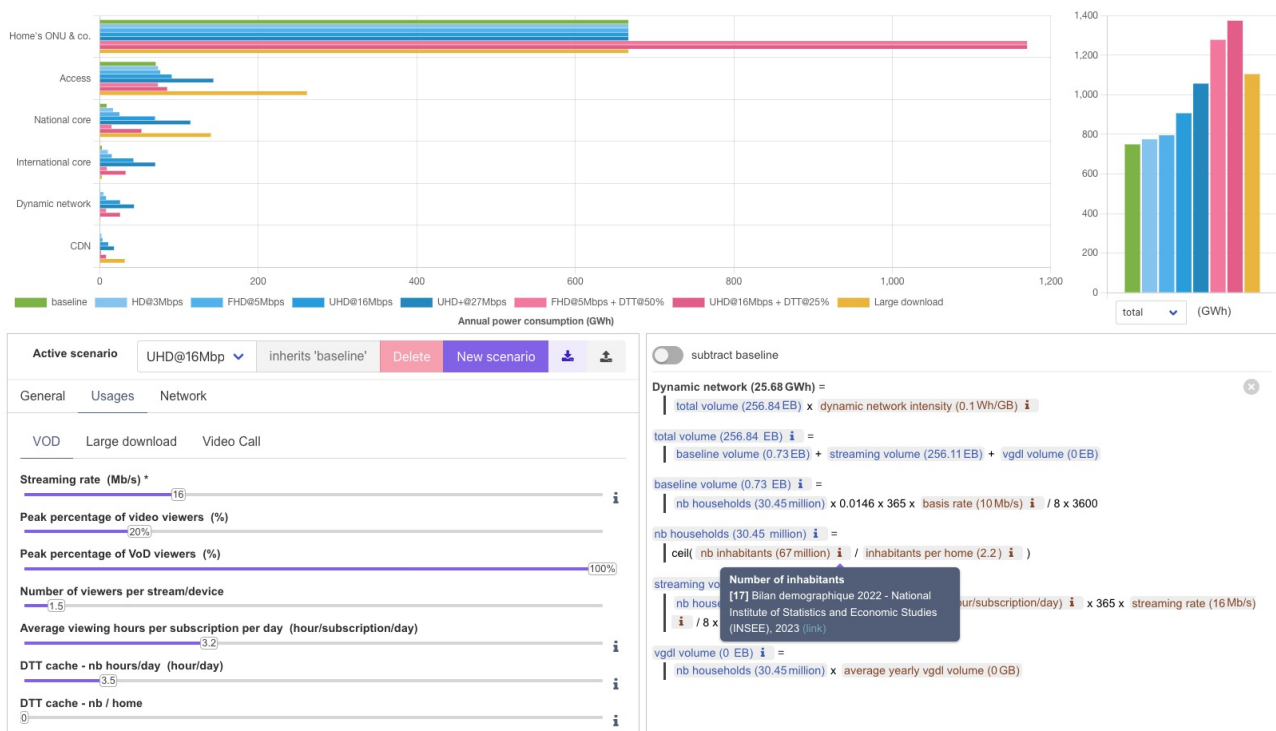 Home's ONU & co.
Access
National core
International core
Dynamic network
CDN
0 200 400 600 800 1,000 1,200
baseline HD@3Mbps FHD@5Mbps UHD@16Mbps UHD+@27Mbps FHD@5Mbps + DTT@50% UHD@16Mbps + DTT@25% Large download
Annual power consumption (GWh)
1,400
1,200
1,000
800
600
400
200
0
total (GWh)
Active scenario UHD@16Mbp inherits 'baseline' Delete New scenario
General Usages Network
VOD Large download Video Call
Streaming rate (Mb/s) *
16
Peak percentage of video viewers (%)
20%
Peak percentage of VoD viewers (%)
100%
Number of viewers per stream/device
1.5
Average viewing hours per subscription per day (hour/subscription/day)
3.2
DTT cache - nb hours/day (hour/day)
3.5
DTT cache - nb / home
0
subtract baseline
Dynamic network (25.68 GWh) =
total volume (256.84 EB) x dynamic network intensity (0.1 Wh/GB) i
total volume (256.84 EB) i =
baseline volume (0.73 EB) + streaming volume (256.11 EB) + vgdl volume (0 EB)
baseline volume (0.73 EB) i =
nb households (30.45 million) x 0.0146 x 365 x basis rate (10 Mb/s) i / 8 x 3600
nb households (30.45 million) i =
ceil( nb inhabitants (67 million) i / inhabitants per home (2.2) i )
Number of inhabitants
[17] Bilan demographique 2022 - National
Institute of Statistics and Economic Studies
(INSEE), 2023 (link)
streaming vo
nb hous our/subscription/day) i x 365 x streaming rate (16 Mb/s)
i / 8 x
vgdl volume (0 EB) i =
nb households (30.45 million) x average yearly vgdl volume (0 GB)